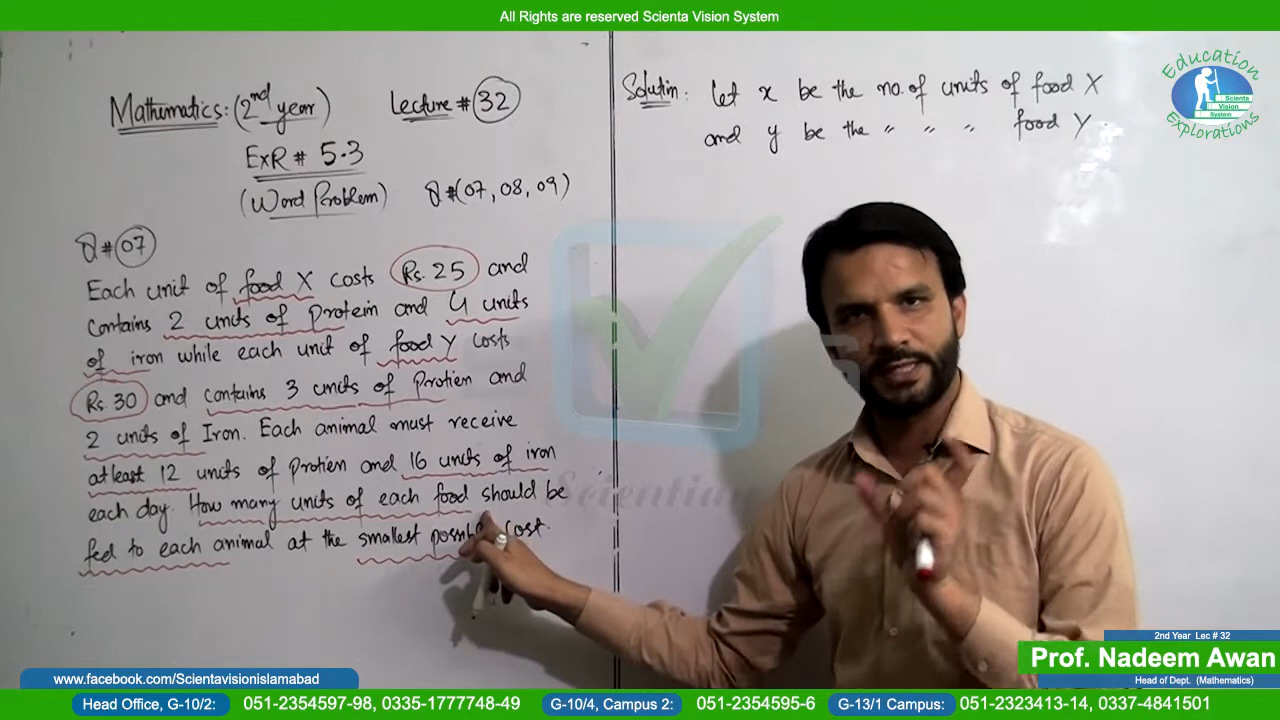 All Rights are reserved Scienta Vision System
Mathematics: (2nd year) Lecture # 32
ExR # 5.3
(Word Problem) Q#(07, 08, 09)
Q # 07
Each unit of food X costs Rs. 25 and
contains 2 units of protein and 4 units
of iron while each unit of food Y costs
Rs. 30 and contains 3 units of Protien and
2 units of Iron. Each animal must receive
at least 12 units of protien and 16 units of iron
each day. How many units of each food should be
fed to each animal at the smallest cost.
Solution: let x be the no. of units of food X
and y be the " " " food Y
Education
Scienta
Vision
System
Explorations
2nd Year Lec # 32
Prof. Nadeem Awan
Head of Dept. (Mathematics)
www.facebook.com/Scientavisionislamabad
Head Office, G-10/2: 051-2354597-98, 0335-1777748-49 G-10/4, Campus 2: 051-2354595-6 G-13/1 Campus: 051-2323413-14, 0337-4841501